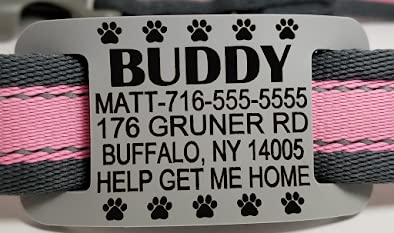 BUDDY
MATT-716-555-5555
176 GRUNER RD
BUFFALO, NY 14005
HELP GET ME HOME